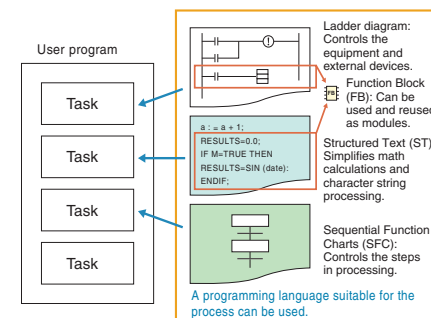 User program
Task
Task
Task
Task
Ladder diagram:
Controls the
equipment and
external devices.
FB
Function Block
(FB): Can be
used and reused
as modules.
a : = a + 1;
RESULTS=0.0;
IF M=TRUE THEN
RESULTS=SIN (date):
ENDIF;
Structured Text (ST)
Simplifies math
calculations and
character string
processing.
Sequential Function
Charts (SFC):
Controls the steps
in processing.
A programming language suitable for the
process can be used.